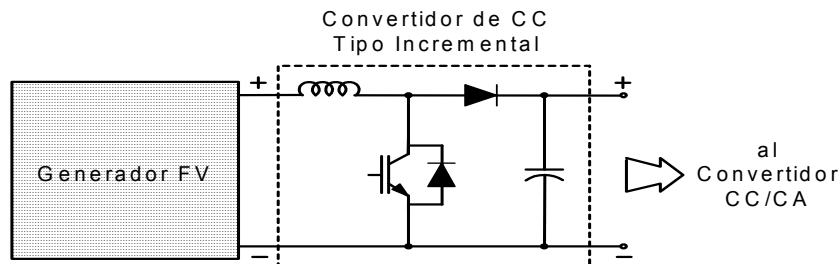 Convertidor de CC
Tipo Incremental
+
+
Generador FV
al
Convertidor
CC/CA
−
−